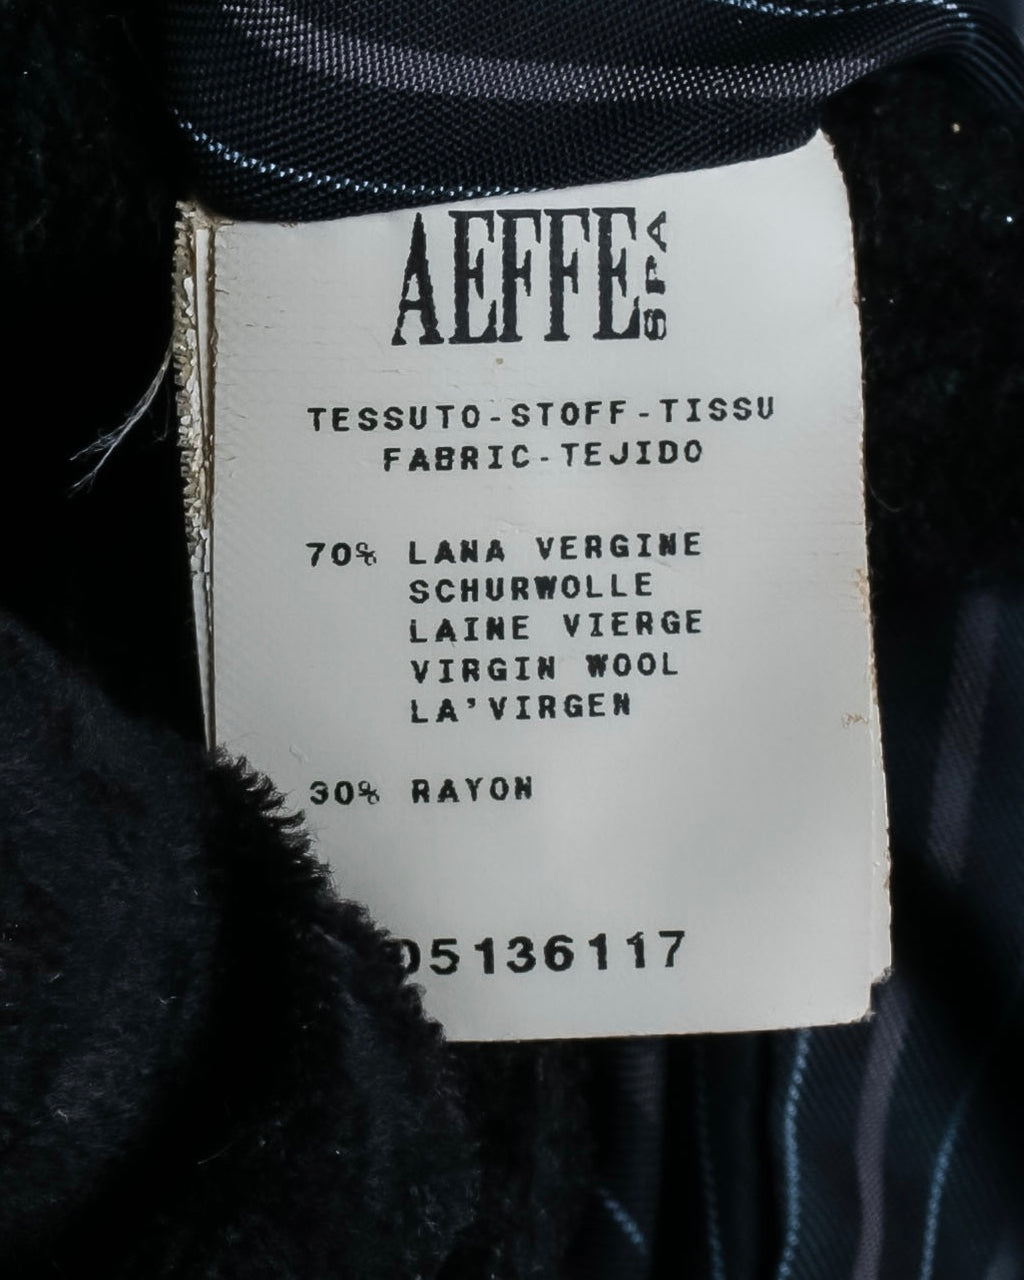 AEFFE SPA
TESSUTO-STOFF-TISSU
FABRIC-TEJIDO
70% LANA VERGINE
SCHURWOLLE
LAINE VIERGE
VIRGIN WOOL
LA'VIRGEN
30% RAYON
05136117